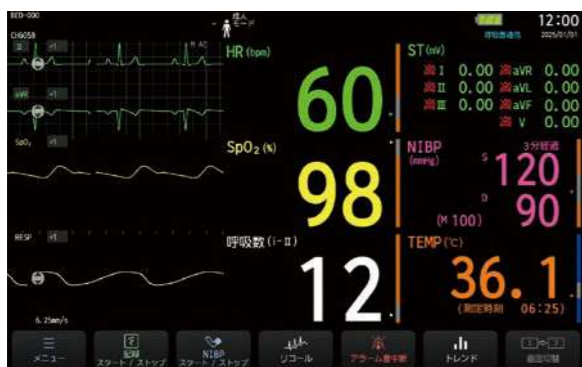 BED-000
成人
モード
12:00
CH6058
呼吸器通信
2025/01/01
II ×1
M AC
HR (bpm)
60
ST(mV)
I 0.00 aVR 0.00
II 0.00 aVL 0.00
III 0.00 aVF 0.00
V 0.00
aVR ×1
SpO₂ ×1
SpO₂ (%)
98
NIBP
(mmHg)
3分経過
S 120
D 90
(M 100)
RESP ×1
呼吸数(i-II)
12
TEMP(℃)
36.1
(測定時刻 06:25)
6.25mm/s
メニュー
記録
スタート/ストップ
NIBP
スタート/ストップ
リコール
アラーム音中断
トレンド
画面切替